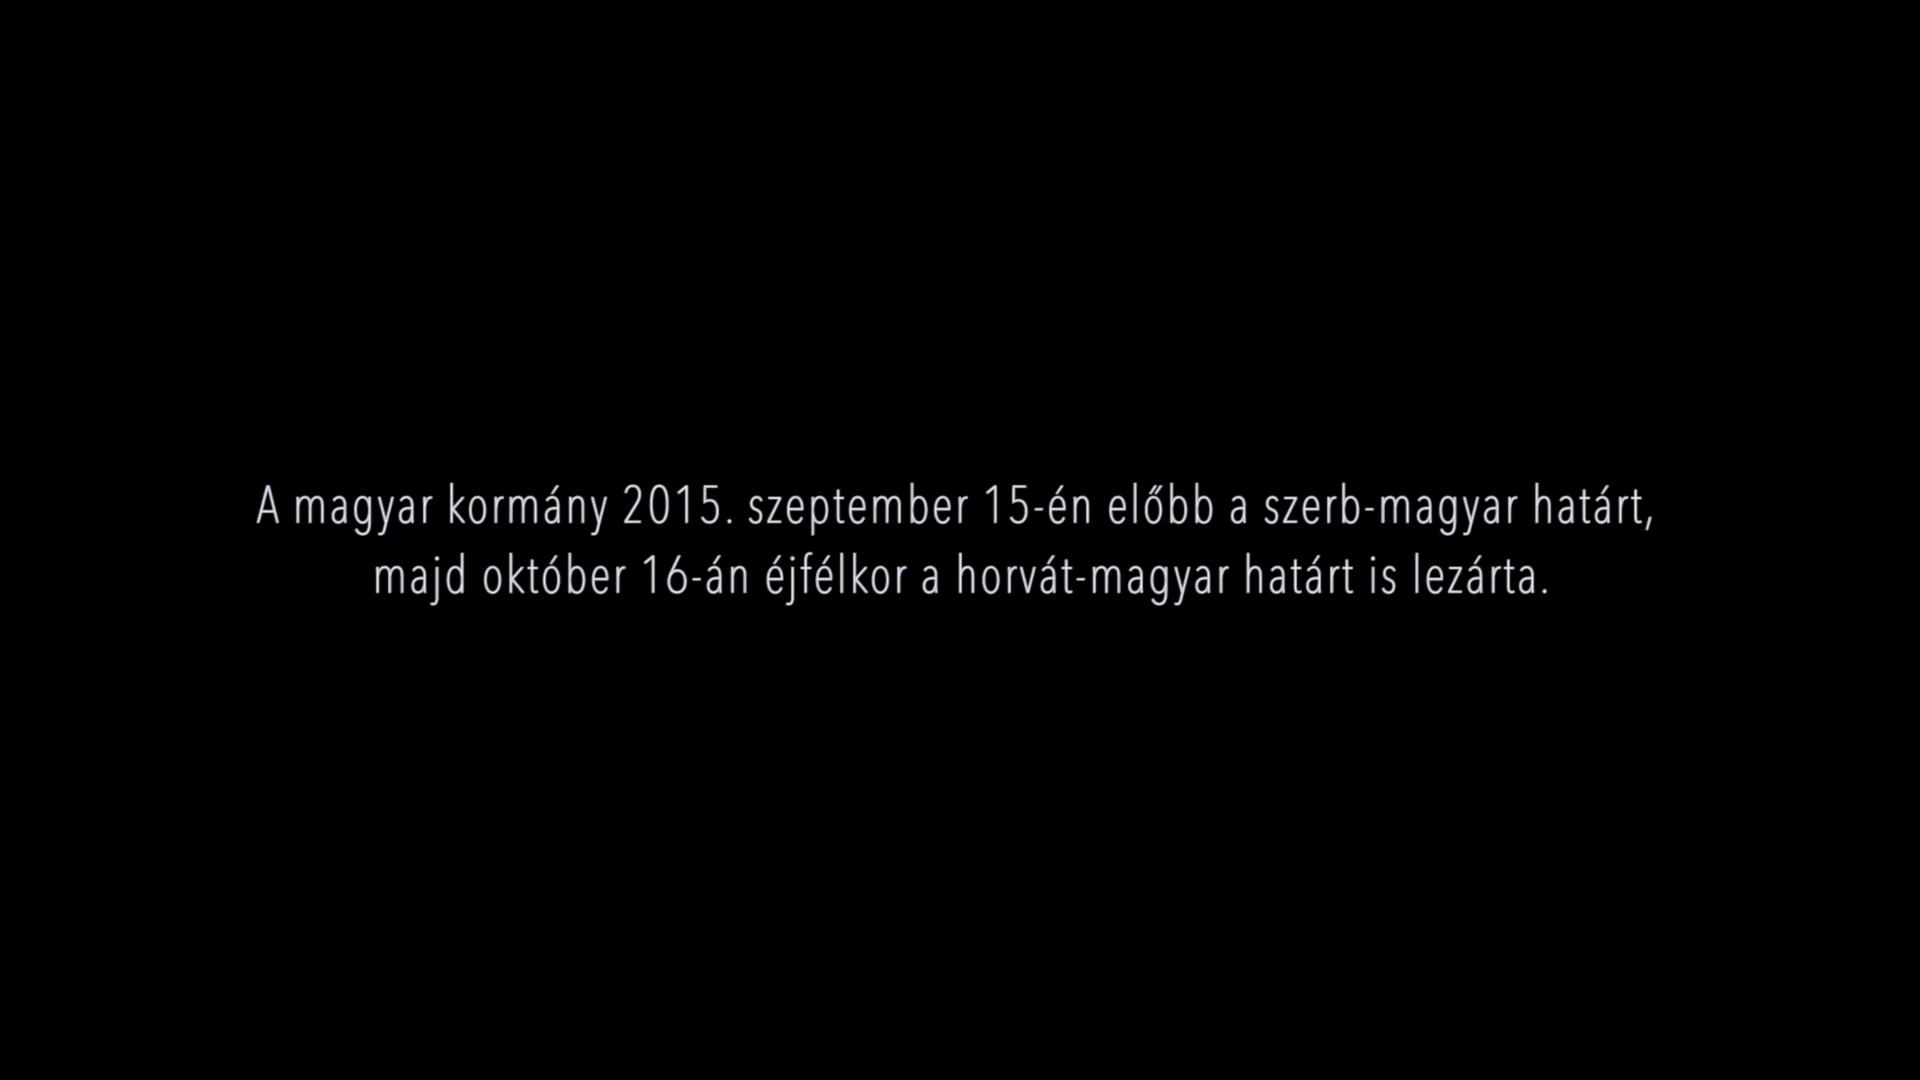 A magyar kormány 2015. szeptember 15-én előbb a szerb-magyar határt,
majd október 16-án éjfélkor a horvát-magyar határt is lezárta.